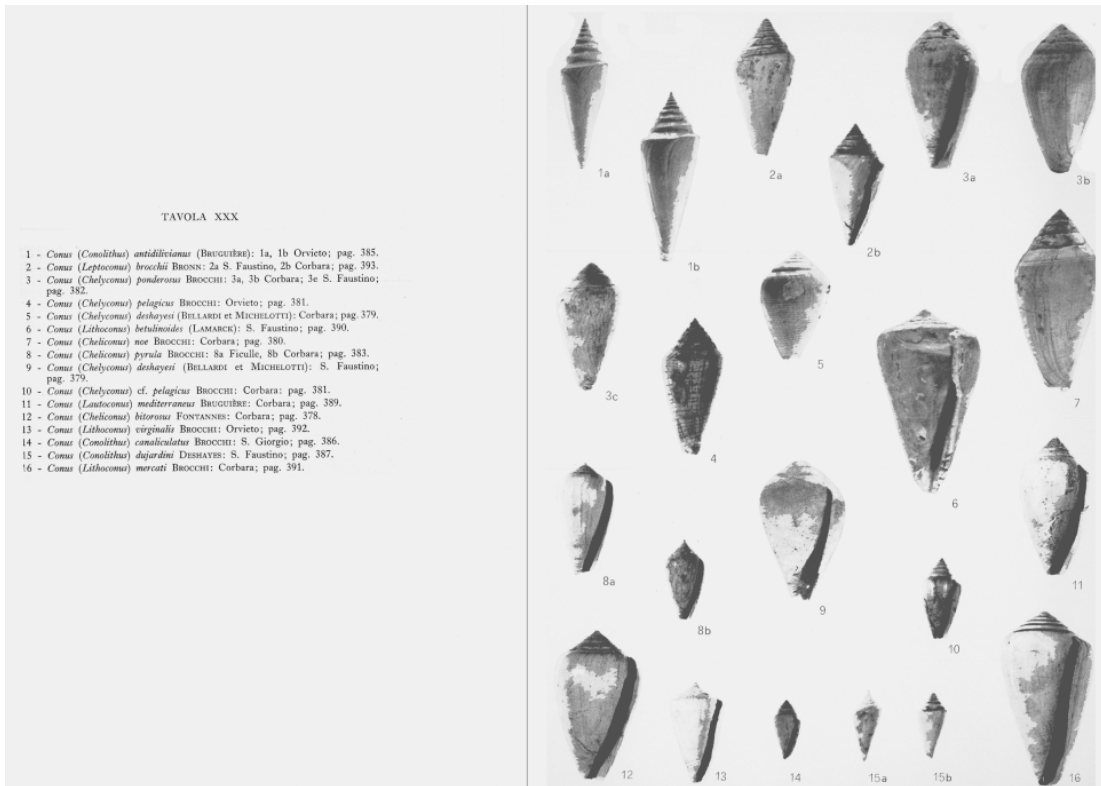 TAVOLA XXX
1 - Conus (Conolithus) antidilivianus (BRUGUIÈRE): 1a, 1b Orvieto; pag. 385.
2 - Conus (Leptoconus) brocchii BRONN: 2a S. Faustino, 2b Corbara; pag. 393.
3 - Conus (Chelyconus) ponderosus BROCCHI: 3a, 3b Corbara; 3e S. Faustino;
pag. 382.
4 - Conus (Chelyconus) pelagicus BROCCHI: Orvieto; pag. 381.
5 - Conus (Chelyconus) deshayesi (BELLARDI et MICHELOTTI): Corbara; pag. 379.
6 - Conus (Lithoconus) betulinoides (LAMARCK): S. Faustino; pag. 390.
7 - Conus (Cheliconus) noe BROCCHI: Corbara; pag. 380.
8 - Conus (Cheliconus) pyrula BROCCHI: 8a Ficulle, 8b Corbara; pag. 383.
9 - Conus (Chelyconus) deshayesi (BELLARDI et MICHELOTTI): S. Faustino;
pag. 379.
10 - Conus (Chelyconus) cf. pelagicus BROCCHI: Corbara: pag. 381.
11 - Conus (Lautoconus) mediterraneus BRUGUIÈRE: Corbara; pag. 389.
12 - Conus (Cheliconus) bitorosus FONTANNES: Corbara; pag. 378.
13 - Conus (Lithoconus) virginalis BROCCHI: Orvieto; pag. 392.
14 - Conus (Conolithus) canaliculatus BROCCHI: S. Giorgio; pag. 386.
15 - Conus (Conolithus) dujardini DESHAYES: S. Faustino; pag. 387.
16 - Conus (Lithoconus) mercati BROCCHI: Corbara; pag. 391.
1a
2a
3a
3b
1b
2b
3c
4
5
6
7
8a
8b
9
10
11
12
13
14
15a
15b
16